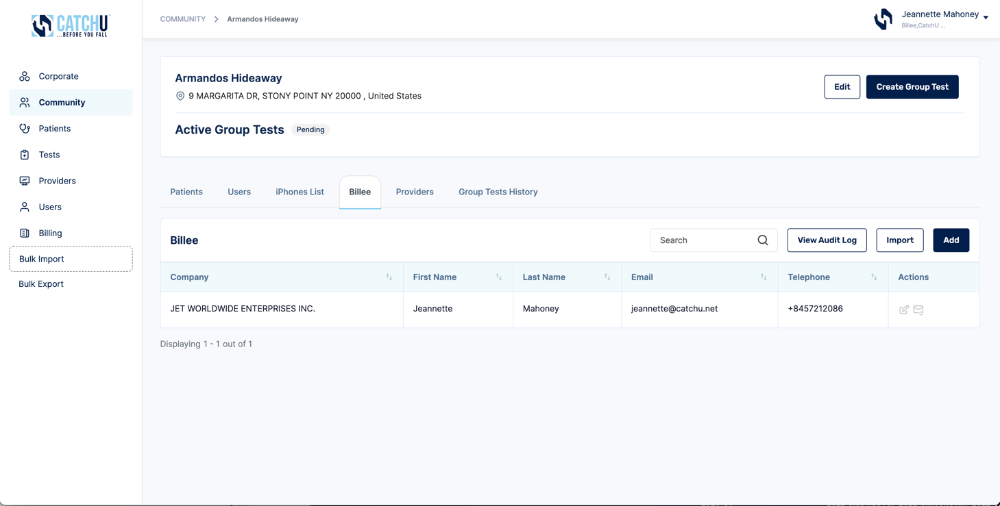 CATCHU
...BEFORE YOU FALL
COMMUNITY > Armandos Hideaway
Jeannette Mahoney
Billee,CatchU ...
Corporate
Community
Patients
Tests
Providers
Users
Billing
Bulk Import
Bulk Export
Armandos Hideaway
9 MARGARITA DR, STONY POINT NY 20000 , United States
Edit
Create Group Test
Active Group Tests Pending
Patients Users iPhones List Billee Providers Group Tests History
Billee
Search
View Audit Log
Import
Add
Company First Name Last Name Email Telephone Actions
JET WORLDWIDE ENTERPRISES INC. Jeannette Mahoney jeannette@catchu.net +8457212086
Displaying 1 - 1 out of 1